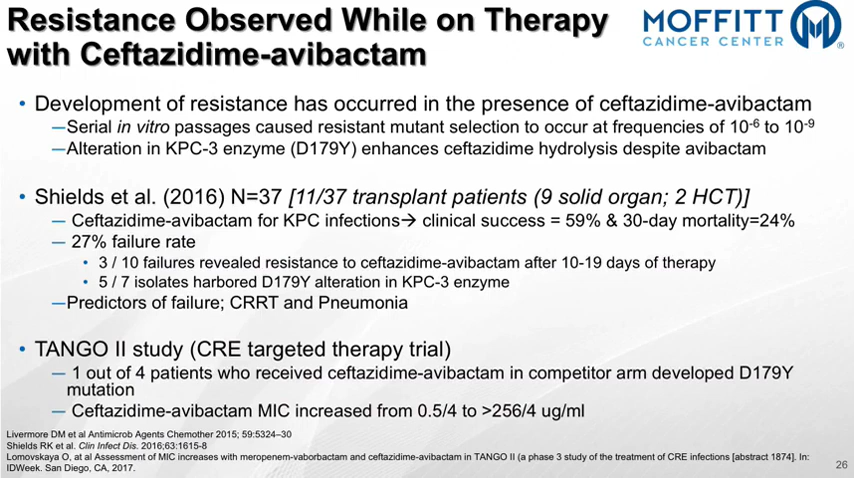 Resistance Observed While on Therapy
with Ceftazidime-avibactam
MOFFITT
CANCER CENTER
®
• Development of resistance has occurred in the presence of ceftazidime-avibactam
—Serial in vitro passages caused resistant mutant selection to occur at frequencies of 10-6 to 10-9
—Alteration in KPC-3 enzyme (D179Y) enhances ceftazidime hydrolysis despite avibactam
• Shields et al. (2016) N=37 [11/37 transplant patients (9 solid organ; 2 HCT)]
— Ceftazidime-avibactam for KPC infections→ clinical success = 59% & 30-day mortality=24%
— 27% failure rate
• 3 / 10 failures revealed resistance to ceftazidime-avibactam after 10-19 days of therapy
• 5 / 7 isolates harbored D179Y alteration in KPC-3 enzyme
—Predictors of failure; CRRT and Pneumonia
• TANGO II study (CRE targeted therapy trial)
— 1 out of 4 patients who received ceftazidime-avibactam in competitor arm developed D179Y
mutation
— Ceftazidime-avibactam MIC increased from 0.5/4 to >256/4 ug/ml
Livermore DM et al Antimicrob Agents Chemother 2015; 59:5324–30
Shields RK et al. Clin Infect Dis. 2016;63:1615-8
Lomovskaya O, at al Assessment of MIC increases with meropenem-vaborbactam and ceftazidime-avibactam in TANGO II (a phase 3 study of the treatment of CRE infections [abstract 1874]. In:
IDWeek. San Diego, CA, 2017.
26